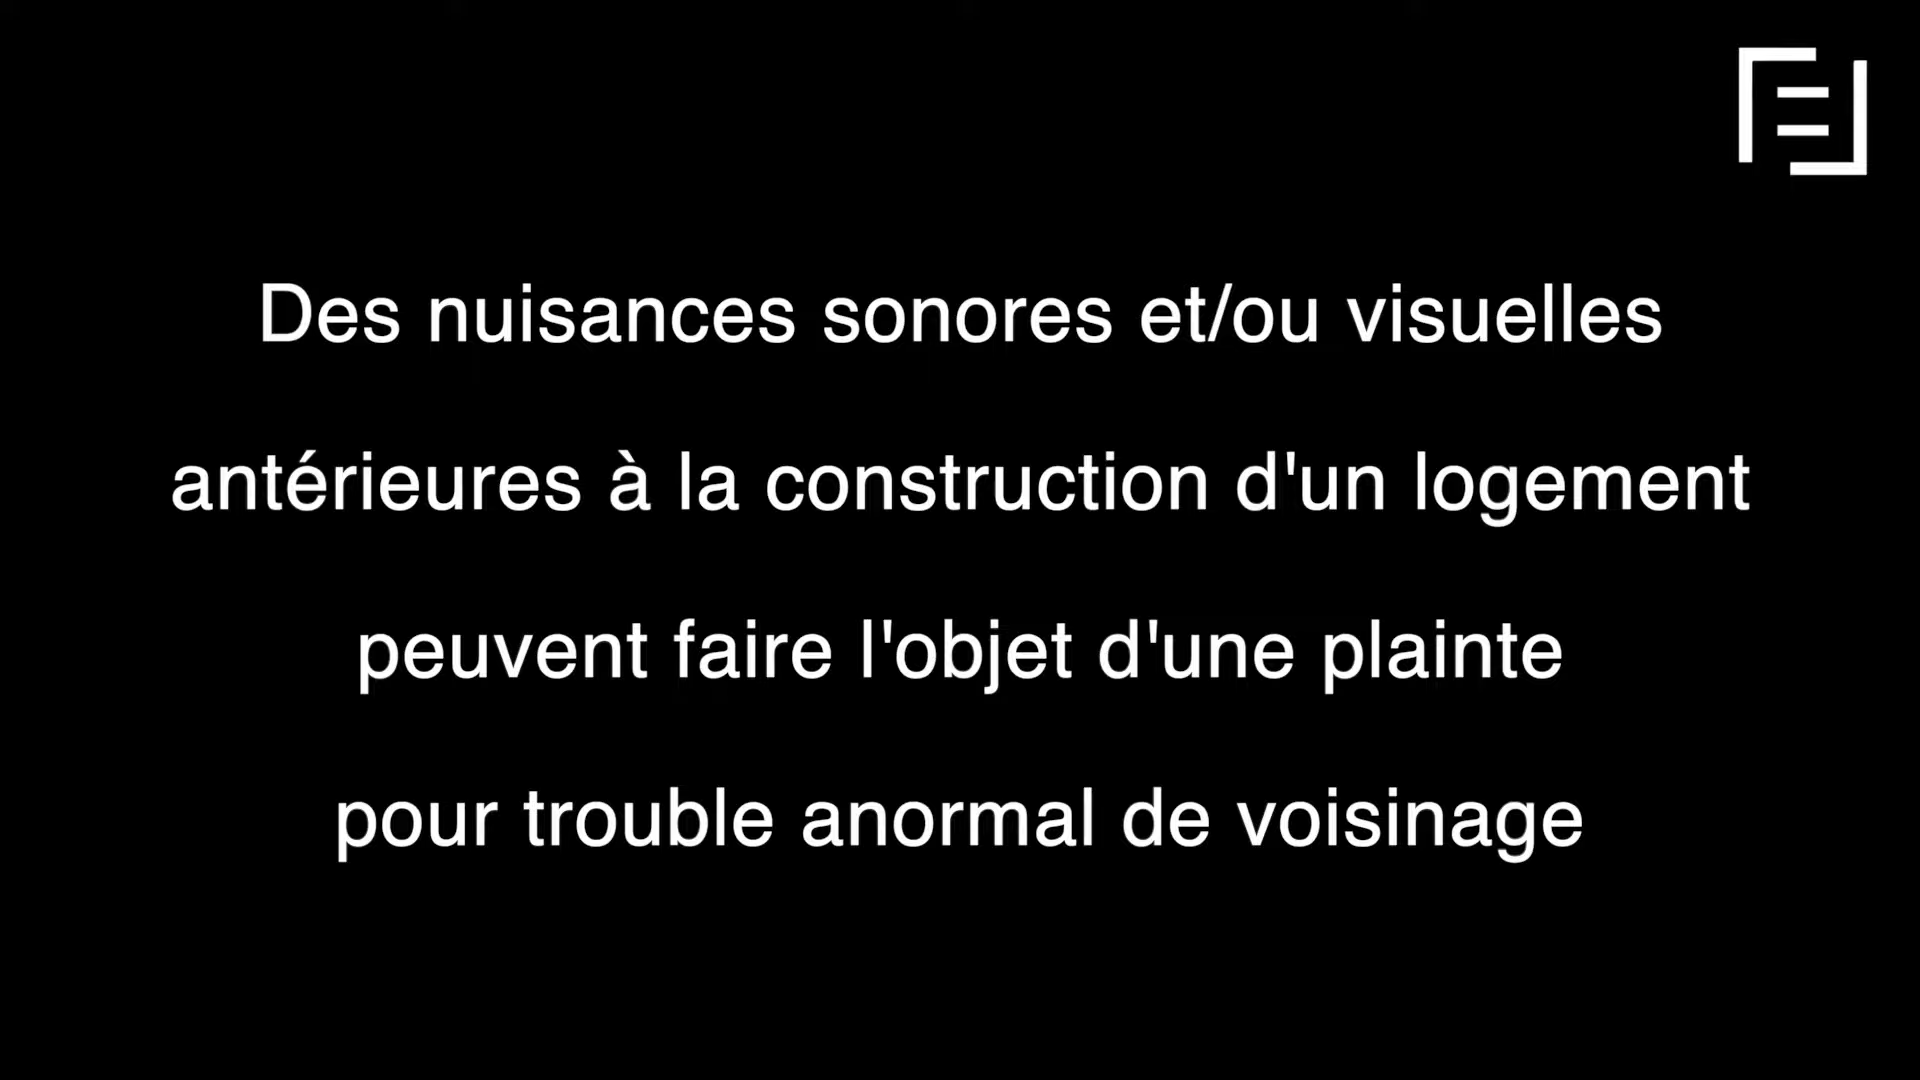 Des nuisances sonores et/ou visuelles
antérieures à la construction d'un logement
peuvent faire l'objet d'une plainte
pour trouble anormal de voisinage